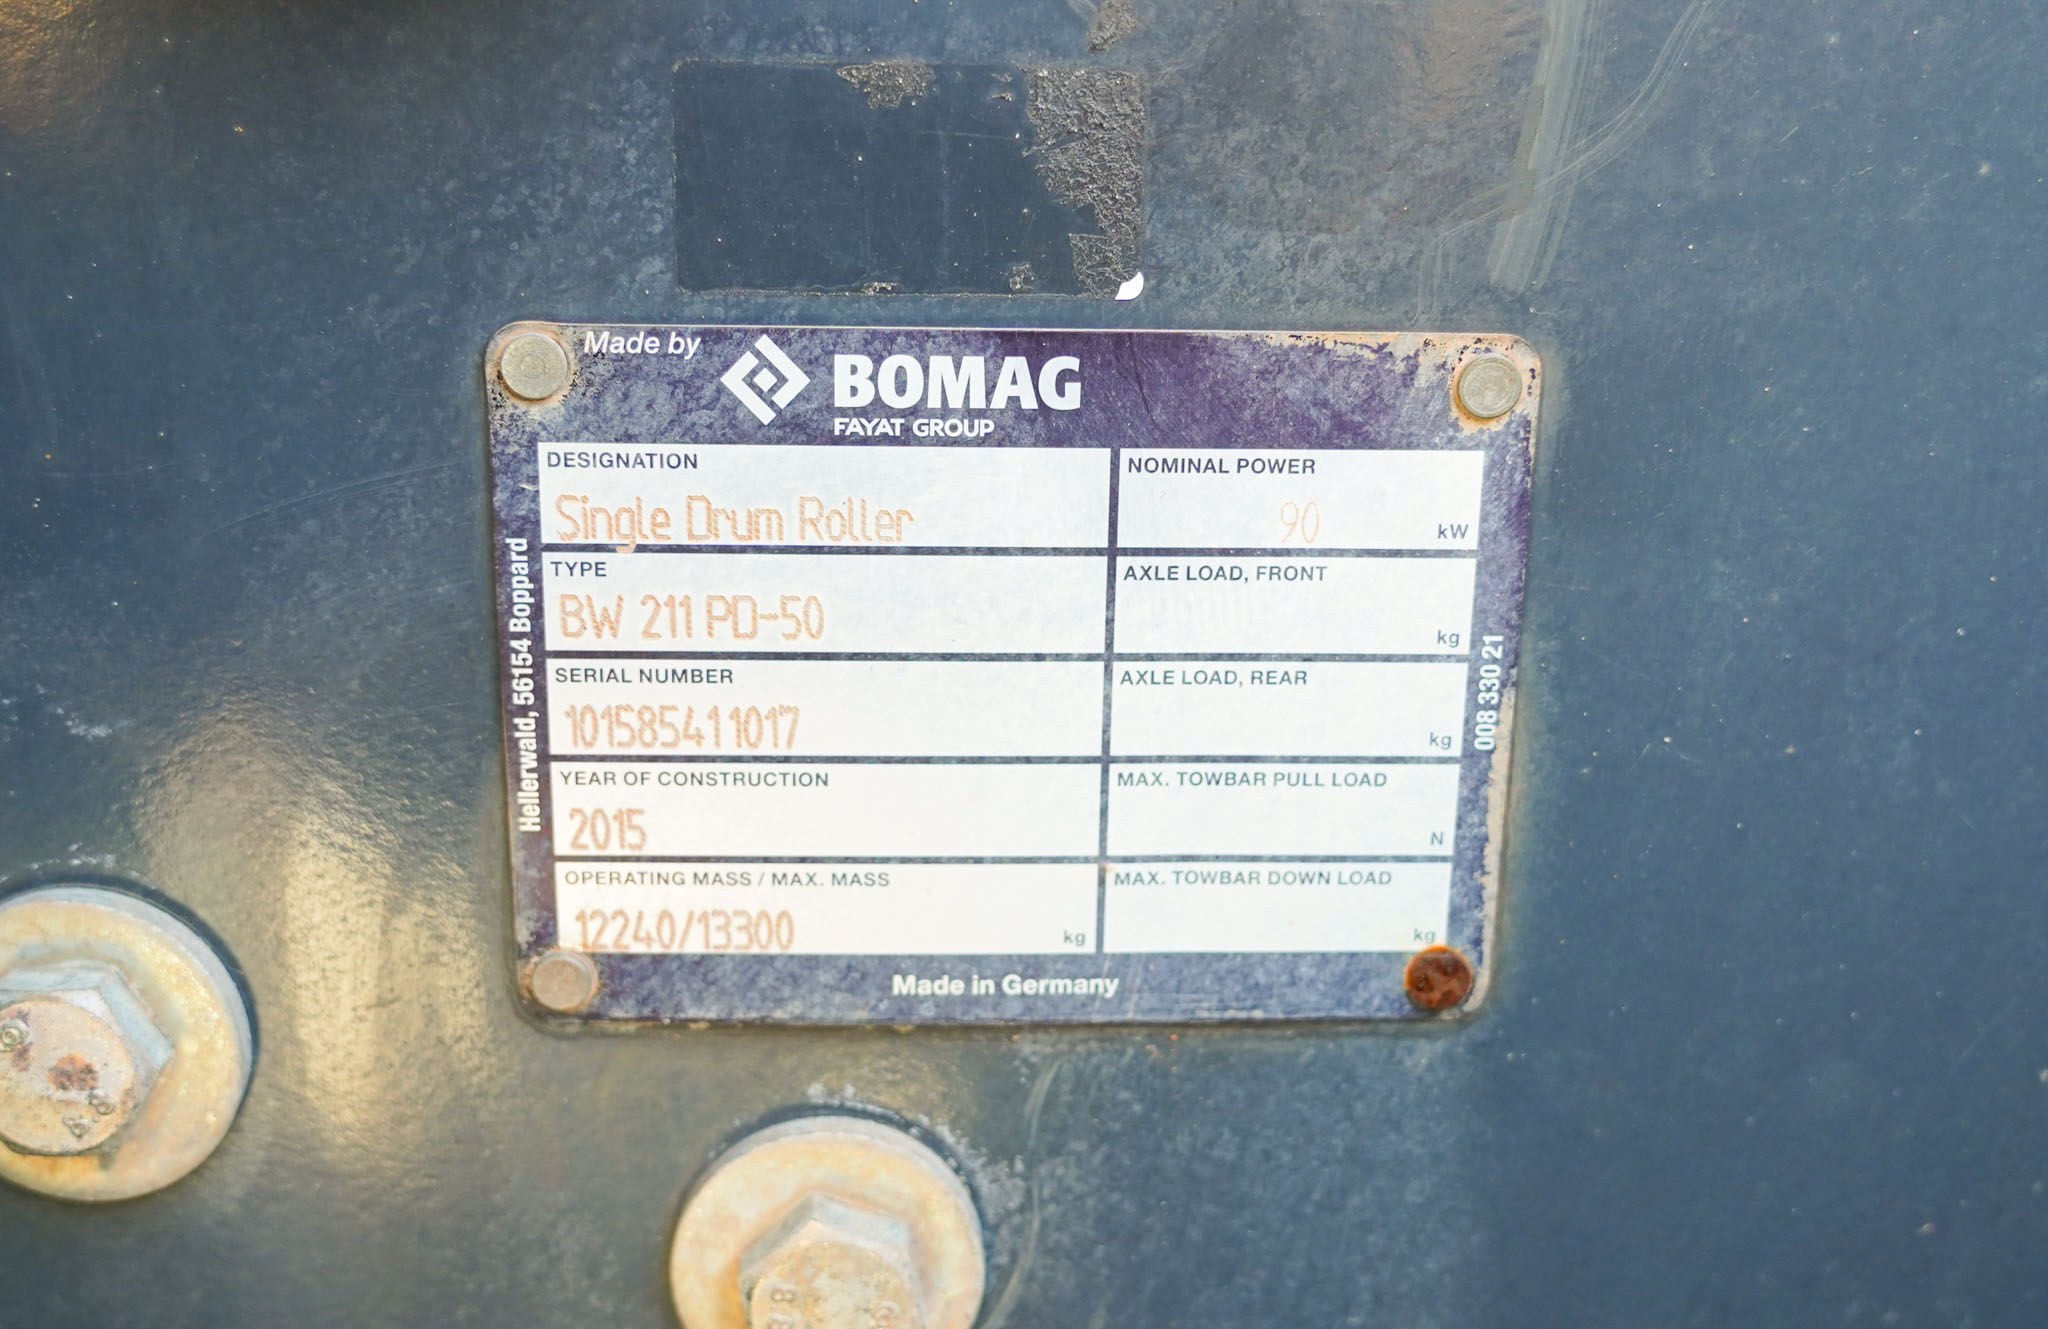 Made by
BOMAG
FAYAT GROUP
DESIGNATION
Single Drum Roller
NOMINAL POWER
90 kW
TYPE
BW 211 PD-50
AXLE LOAD, FRONT
kg
SERIAL NUMBER
101585411017
AXLE LOAD, REAR
kg
YEAR OF CONSTRUCTION
2015
MAX. TOWBAR PULL LOAD
N
OPERATING MASS / MAX. MASS
12240/13300 kg
MAX. TOWBAR DOWN LOAD
kg
Made in Germany
Hellerwald, 56154 Boppard
008 330 21
8.8